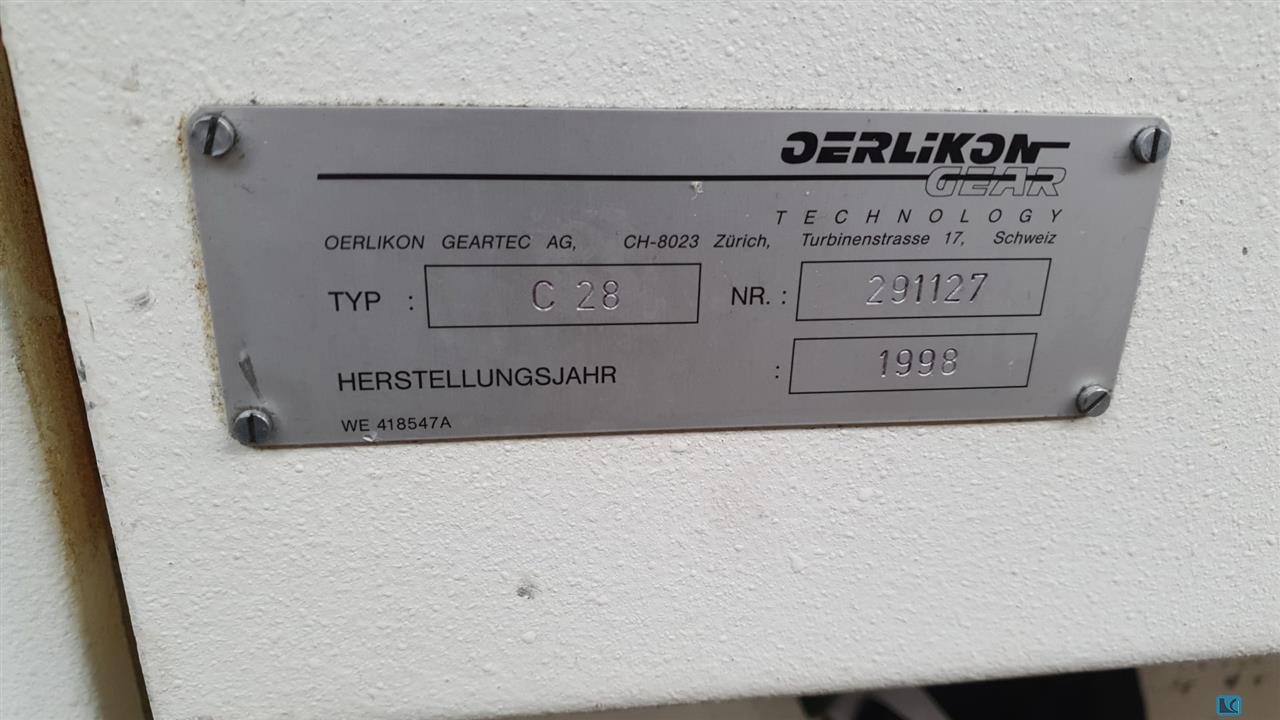 OERLIKON
GEAR
TECHNOLOGY
OERLIKON GEARTEC AG, CH-8023 Zürich, Turbinenstrasse 17, Schweiz
TYP : C 28 NR. : 291127
HERSTELLUNGSJAHR : 1998
WE 418547A